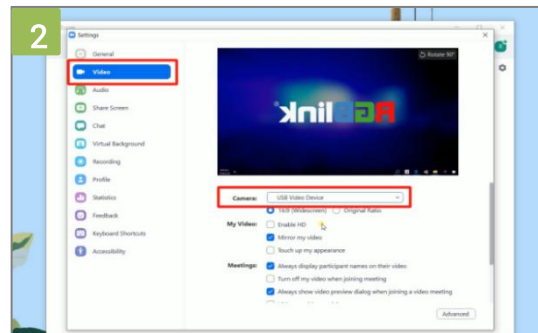 2
Settings
General
Video
Audio
Share Screen
Chat
Virtual Background
Recording
Profile
Statistics
Feedback
Keyboard Shortcuts
Accessibility
Rotate 90°
RGBlink
Camera: USB Video Device
16:9 (Widescreen) Original Ratio
My Video: Enable HD
Mirror my video
Touch up my appearance
Meetings: Always display participant names on their video
Turn off my video when joining meeting
Always show video preview dialog when joining a video meeting
Advanced